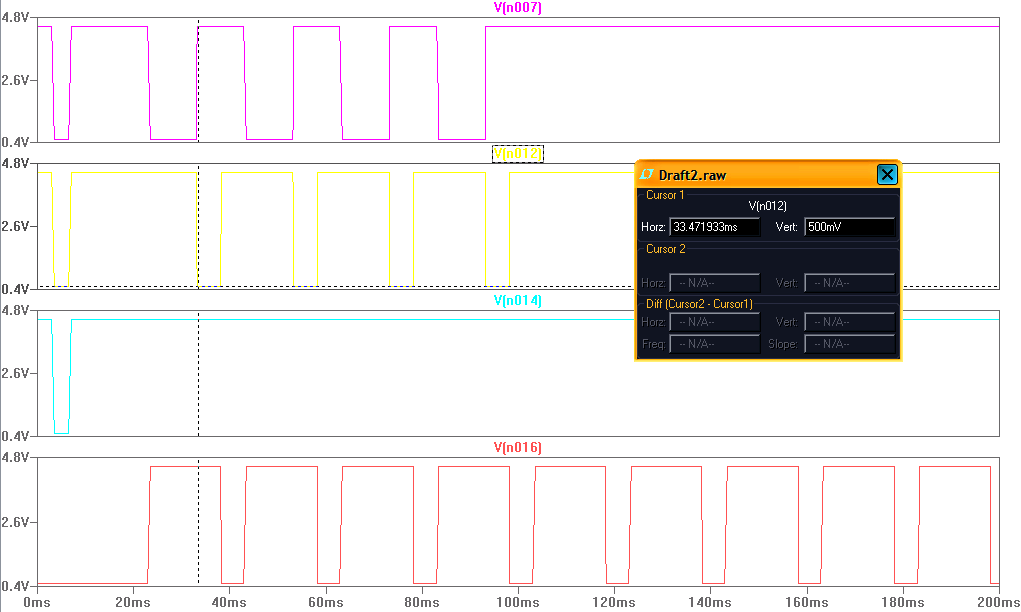 V(n007)
4.8V
2.6V
0.4V
V(n012)
4.8V
2.6V
0.4V
Draft2.raw
Cursor 1
V(n012)
Horz: 33.471933ms Vert: 500mV
Cursor 2
Horz: -- N/A-- Vert: -- N/A--
Diff (Cursor2 - Cursor1)
Horz: -- N/A-- Vert: -- N/A--
Freq: -- N/A-- Slope: -- N/A--
V(n014)
4.8V
2.6V
0.4V
V(n016)
4.8V
2.6V
0.4V
0ms 20ms 40ms 60ms 80ms 100ms 120ms 140ms 160ms 180ms 200ms